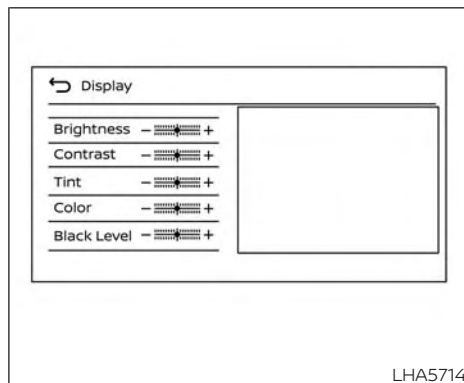 Display
Brightness - +
Contrast - +
Tint - +
Color - +
Black Level - +
LHA5714